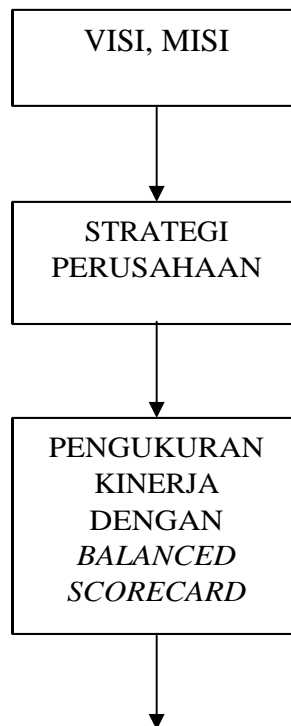 VISI, MISI
STRATEGI
PERUSAHAAN
PENGUKURAN
KINERJA
DENGAN
BALANCED
SCORECARD